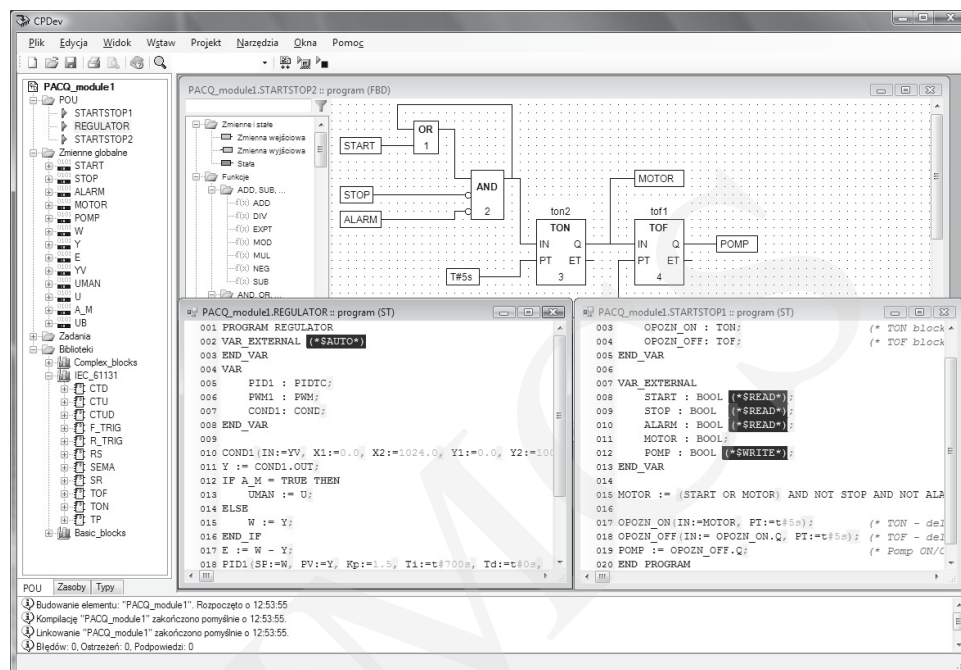 CPDev
Plik Edycja Widok Wstaw Projekt Narzędzia Okna Pomoc
PACQ_module1
POU
STARTSTOP1
REGULATOR
STARTSTOP2
Zmienne globalne
START
STOP
ALARM
MOTOR
POMP
W
Y
E
YV
UMAN
U
A_M
UB
Zadania
Biblioteki
Complex_blocks
IEC_61131
CTD
CTU
CTUD
F_TRIG
R_TRIG
RS
SEMA
SR
TOF
TON
TP
Basic_blocks
POU Zasoby Typy
PACQ_module1.STARTSTOP2 :: program (FBD)
Zmienne i stałe
Zmienna wejściowa
Zmienna wyjściowa
Stała
Funkcje
ADD, SUB, ...
f(x) ADD
f(x) DIV
f(x) EXPT
f(x) MOD
f(x) MUL
f(x) NEG
f(x) SUB
AND, OR, ...
START
OR
1
STOP
ALARM
AND
2
T#5s
ton2
TON
IN Q
PT ET
3
MOTOR
tof1
TOF
IN Q
PT ET
4
POMP
PACQ_module1.REGULATOR :: program (ST)
001 PROGRAM REGULATOR
002 VAR_EXTERNAL (*$AUTO*)
003 END_VAR
004 VAR
005 PID1 : PIDTC;
006 PWM1 : PWM;
007 COND1: COND;
008 END_VAR
009
010 COND1(IN:=YV, X1:=0.0, X2:=1024.0, Y1:=0.0, Y2:=100
011 Y := COND1.OUT;
012 IF A_M = TRUE THEN
013 UMAN := U;
014 ELSE
015 W := Y;
016 END_IF
017 E := W - Y;
018 PID1(SP:=W, PV:=Y, Kp:=1.5, Ti:=t#700s, Td:=t#0s,
PACQ_module1.STARTSTOP1 :: program (ST)
003 OPOZN_ON : TON; (* TON block
004 OPOZN_OFF: TOF; (* TOF block
005 END_VAR
006
007 VAR_EXTERNAL
008 START : BOOL (*$READ*);
009 STOP : BOOL (*$READ*);
010 ALARM : BOOL (*$READ*);
011 MOTOR : BOOL;
012 POMP : BOOL (*$WRITE*);
013 END_VAR
014
015 MOTOR := (START OR MOTOR) AND NOT STOP AND NOT ALA
016
017 OPOZN_ON(IN:=MOTOR, PT:=t#5s); (* TON - del
018 OPOZN_OFF(IN:= OPOZN_ON.Q, PT:=t#5s); (* TOF - del
019 POMP := OPOZN_OFF.Q; (* Pomp ON/O
020 END_PROGRAM
Budowanie elementu: "PACQ_module1". Rozpoczęto o 12:53:55
Kompilację "PACQ_module1" zakończono pomyślnie o 12:53:55.
Linkowanie "PACQ_module1" zakończono pomyślnie o 12:53:55.
Błędów: 0, Ostrzeżeń: 0, Podpowiedzi: 0